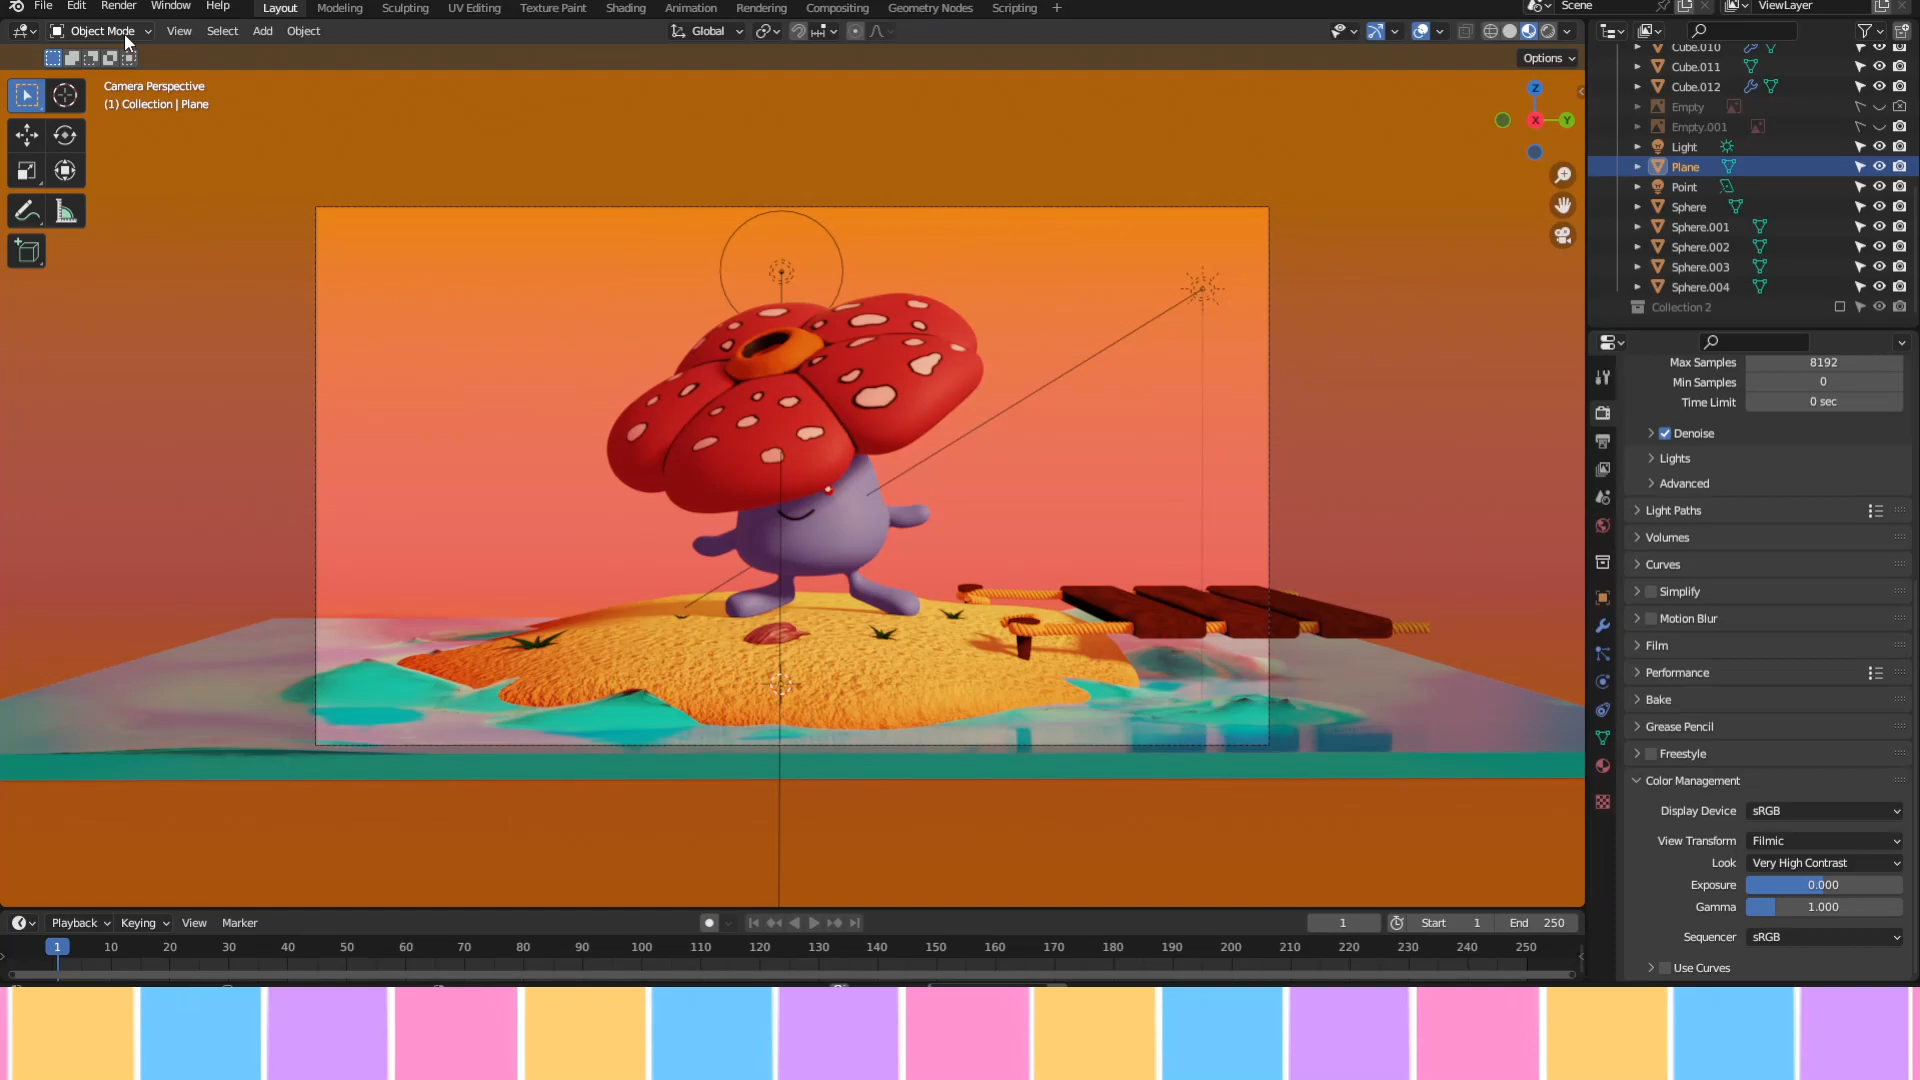 File Edit Render Window Help Layout Modeling Sculpting UV Editing Texture Paint Shading Animation Rendering Compositing Geometry Nodes Scripting + Scene ViewLayer
Object Mode View Select Add Object Global
Options
Camera Perspective
(1) Collection | Plane
Z
X
Y
Cube.010
Cube.011
Cube.012
Empty
Empty.001
Light
Plane
Point
Sphere
Sphere.001
Sphere.002
Sphere.003
Sphere.004
Collection 2
Max Samples 8192
Min Samples 0
Time Limit 0 sec
Denoise
Lights
Advanced
Light Paths
Volumes
Curves
Simplify
Motion Blur
Film
Performance
Bake
Grease Pencil
Freestyle
Color Management
Display Device sRGB
View Transform Filmic
Look Very High Contrast
Exposure 0.000
Gamma 1.000
Sequencer sRGB
Use Curves
Playback Keying View Marker 1 Start 1 End 250
1 10 20 30 40 50 60 70 80 90 100 110 120 130 140 150 160 170 180 190 200 210 220 230 240 250